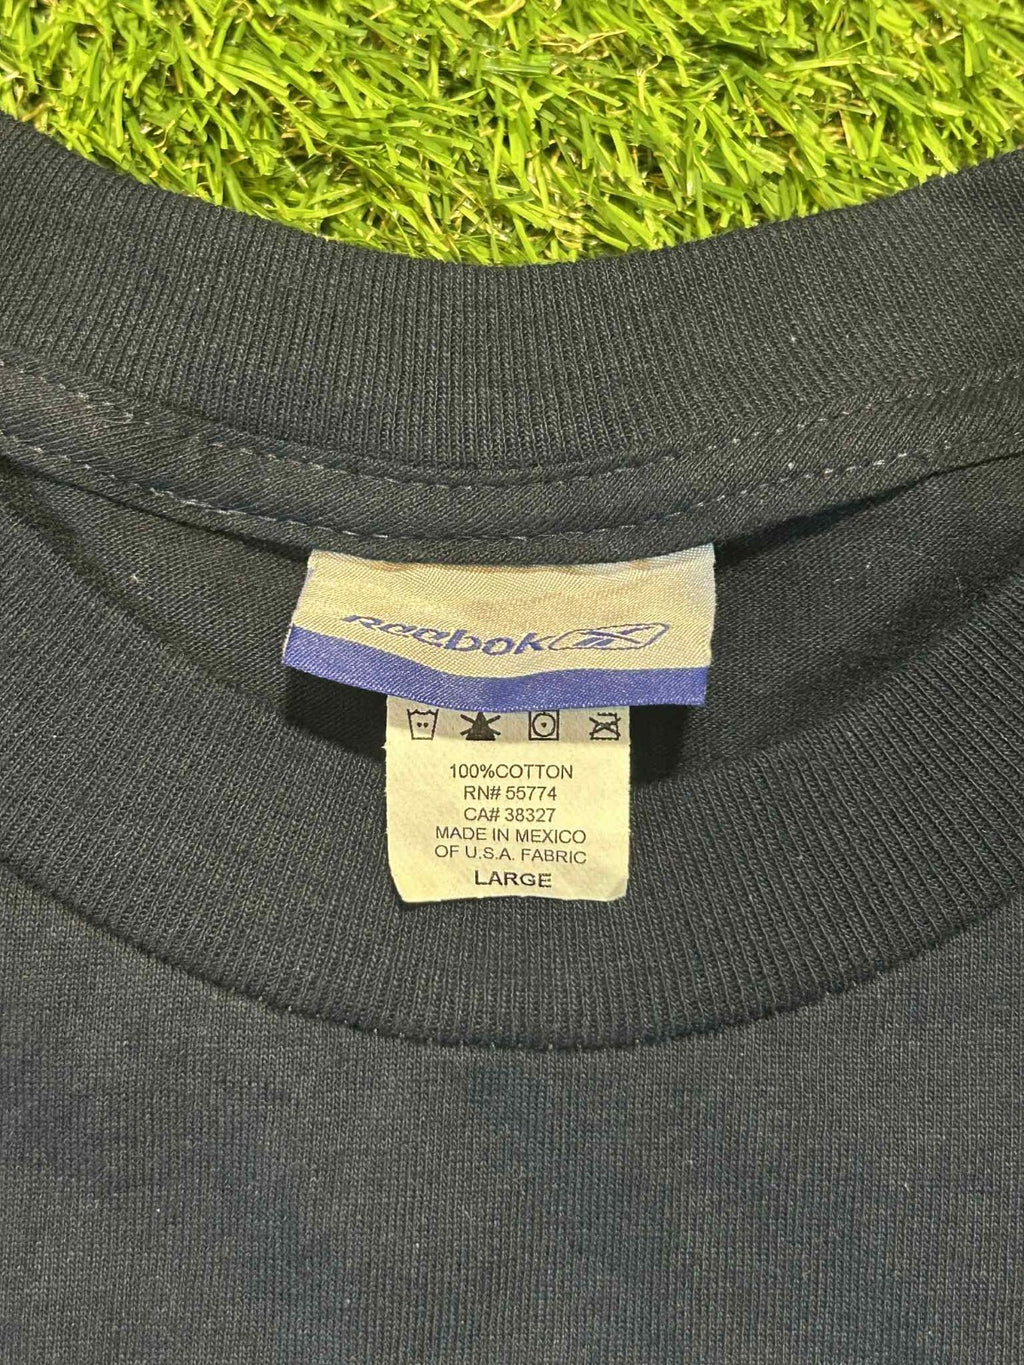 Reebok
100%COTTON
RN# 55774
CA# 38327
MADE IN MEXICO
OF U.S.A. FABRIC
LARGE